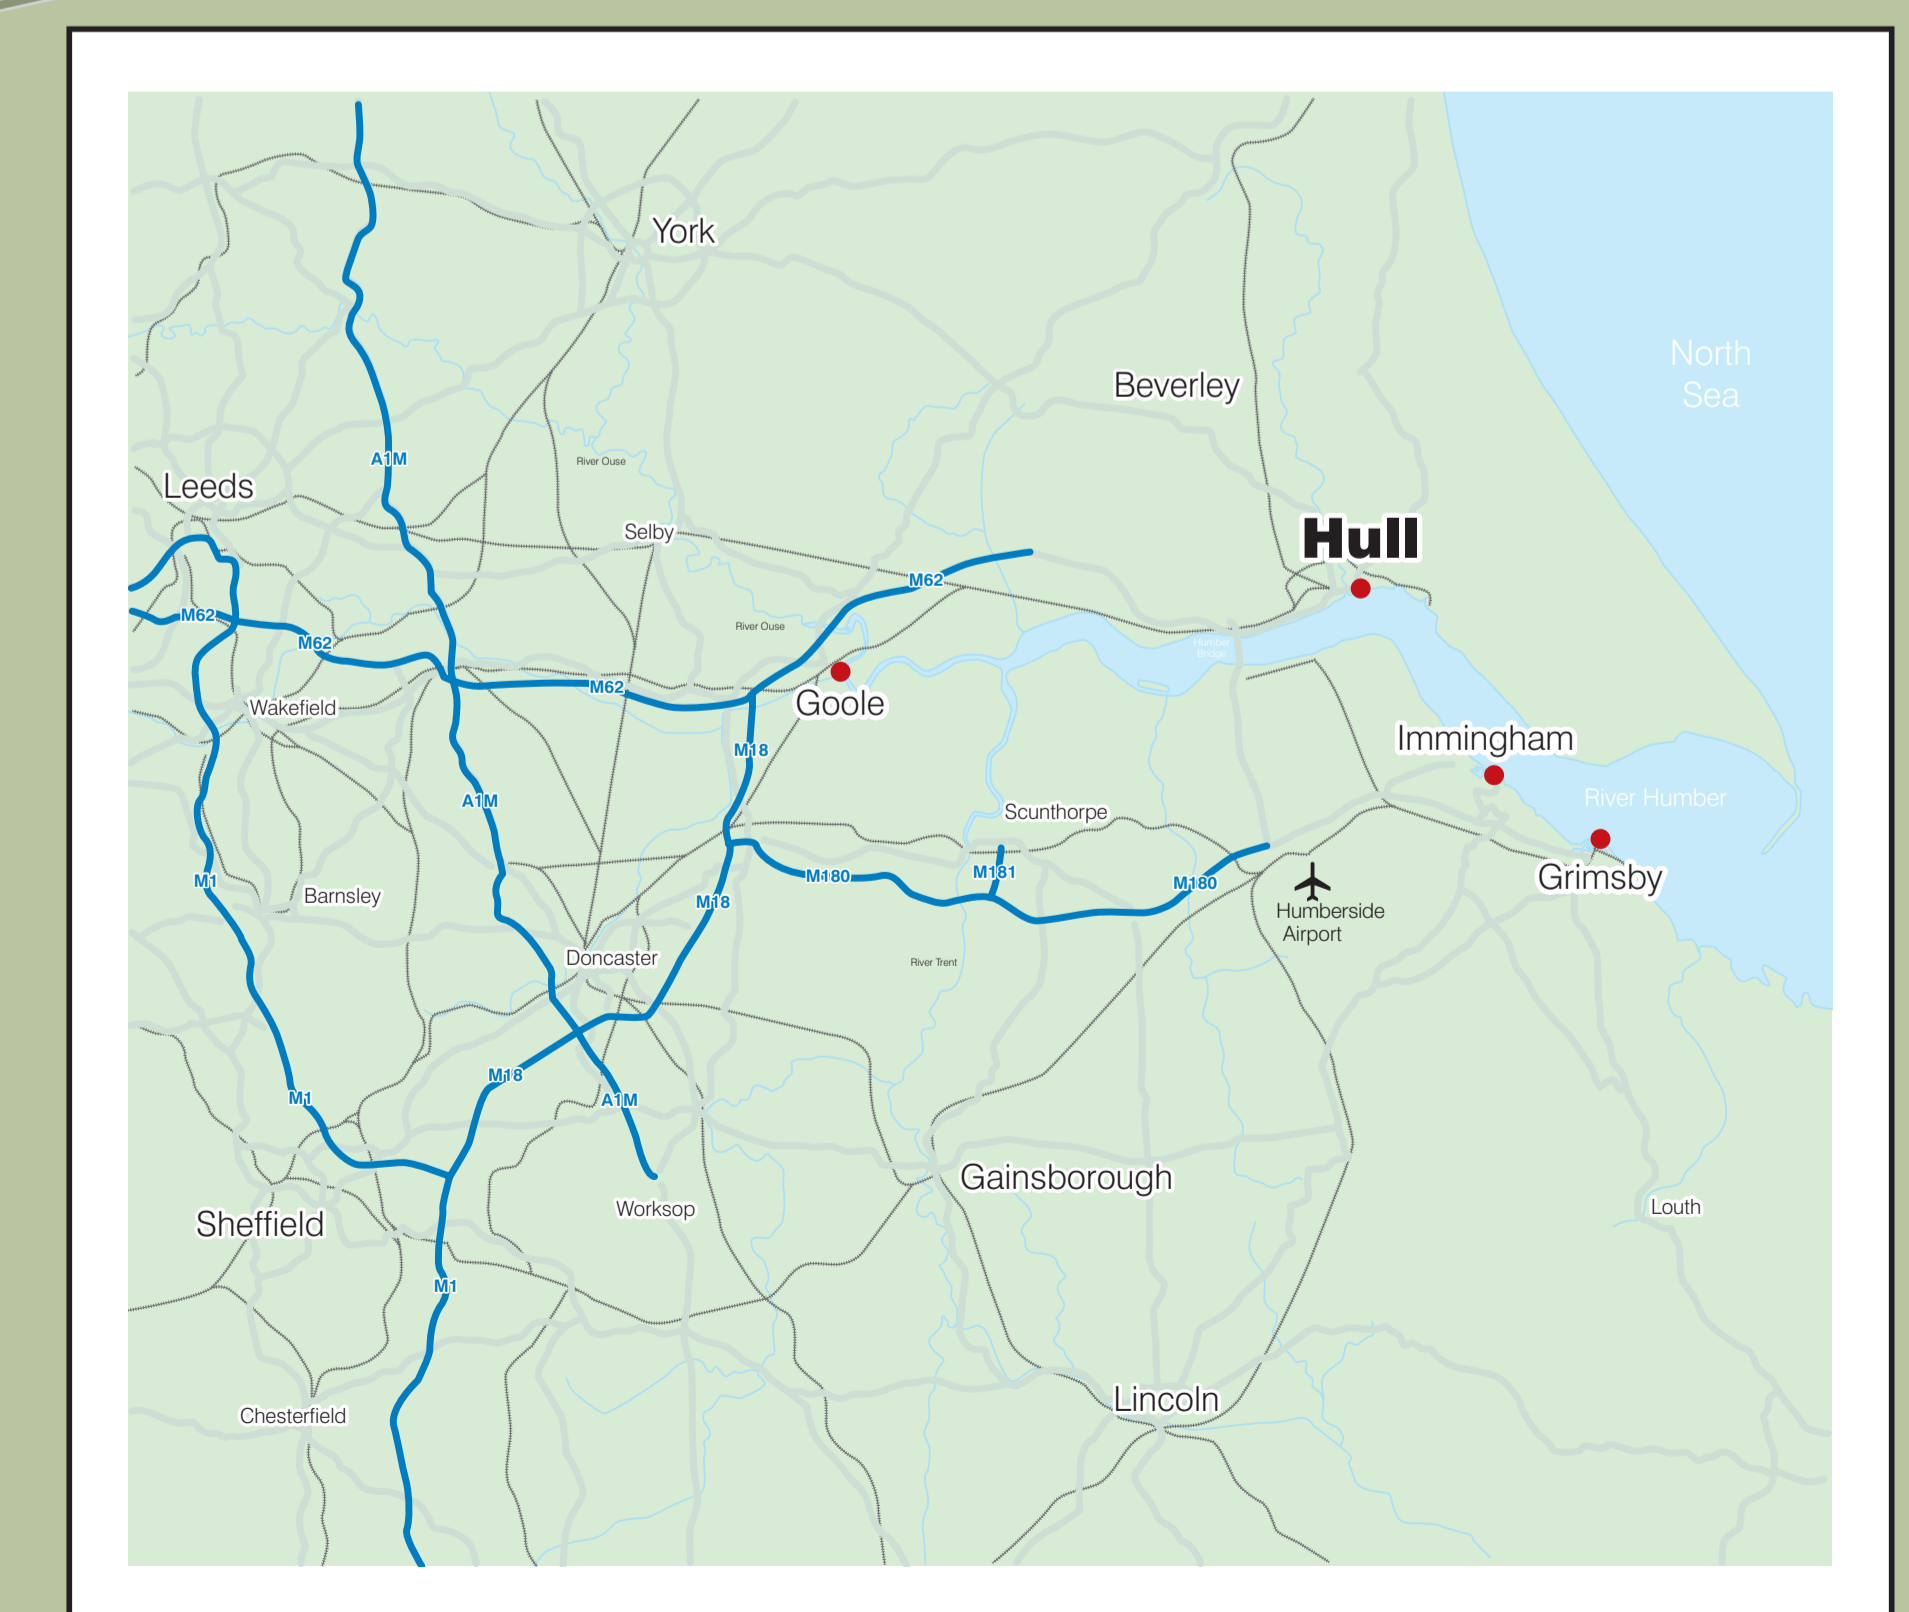 York
North
Sea
Beverley
A1M
River Ouse
Leeds
Selby
Hull
M62
M62
River Ouse
M62
Humber
Bridge
M62
Goole
Wakefield
Immingham
M18
River Humber
A1M
Scunthorpe
M180
M181
Grimsby
M1
M180
Barnsley
M18
Humberside
Airport
Doncaster
River Trent
M18
M1
A1M
Gainsborough
Worksop
Louth
Sheffield
M1
Lincoln
Chesterfield